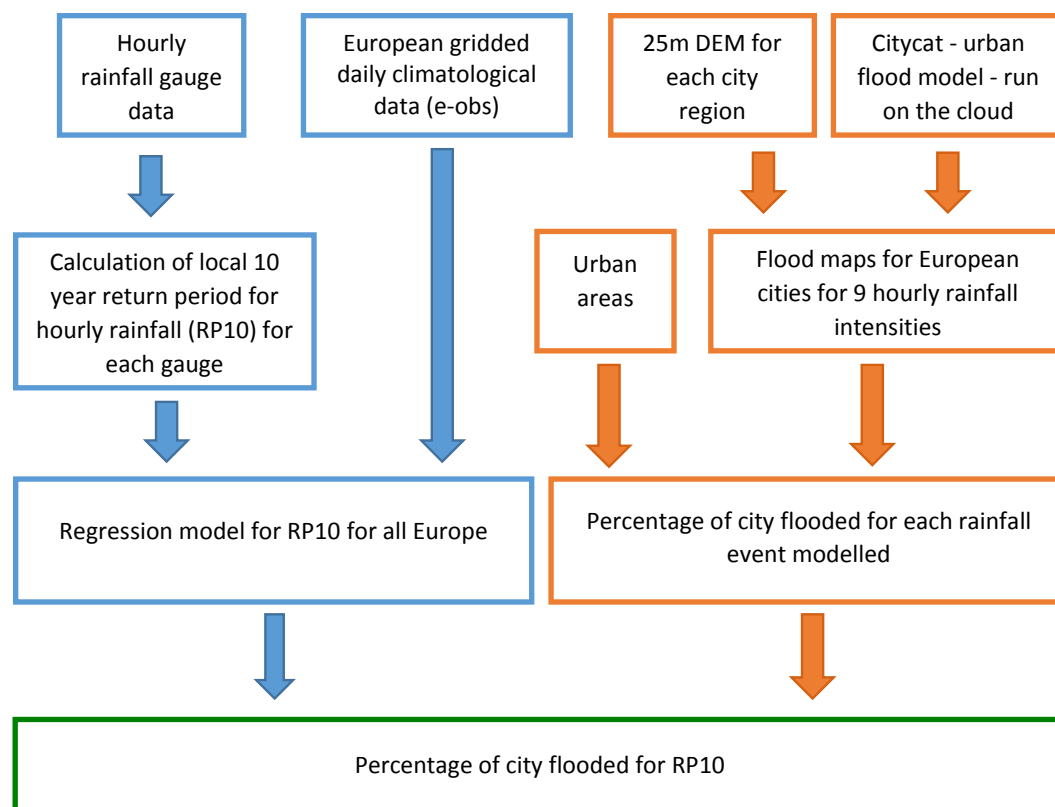 Hourly
rainfall gauge
data
European gridded
daily climatological
data (e-obs)
25m DEM for
each city
region
Citycat - urban
flood model - run
on the cloud
Calculation of local 10
year return period for
hourly rainfall (RP10) for
each gauge
Urban
areas
Flood maps for European
cities for 9 hourly rainfall
intensities
Regression model for RP10 for all Europe
Percentage of city flooded for each rainfall
event modelled
Percentage of city flooded for RP10